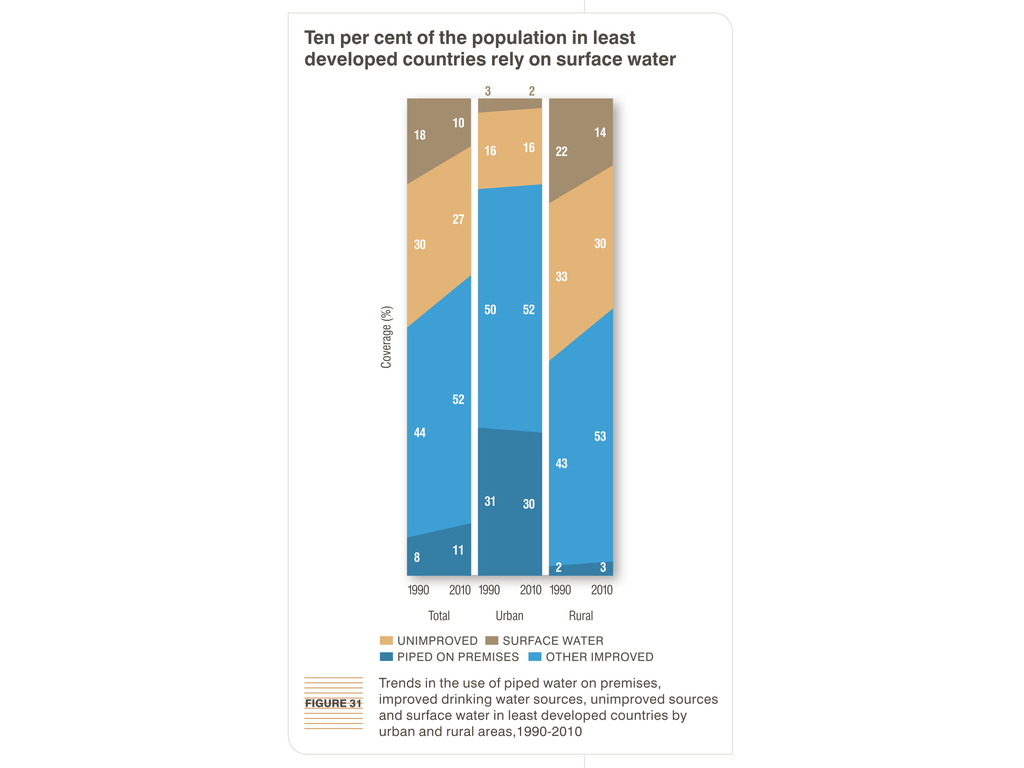 Ten per cent of the population in least
developed countries rely on surface water
3 2
18 10 16 16 22 14
30 27 50 52 33 30
Coverage (%)
44 52 31 30 43 53
8 11 2 3
1990 2010 1990 2010 1990 2010
Total Urban Rural
UNIMPROVED SURFACE WATER
PIPED ON PREMISES OTHER IMPROVED
FIGURE 31
Trends in the use of piped water on premises,
improved drinking water sources, unimproved sources
and surface water in least developed countries by
urban and rural areas,1990-2010